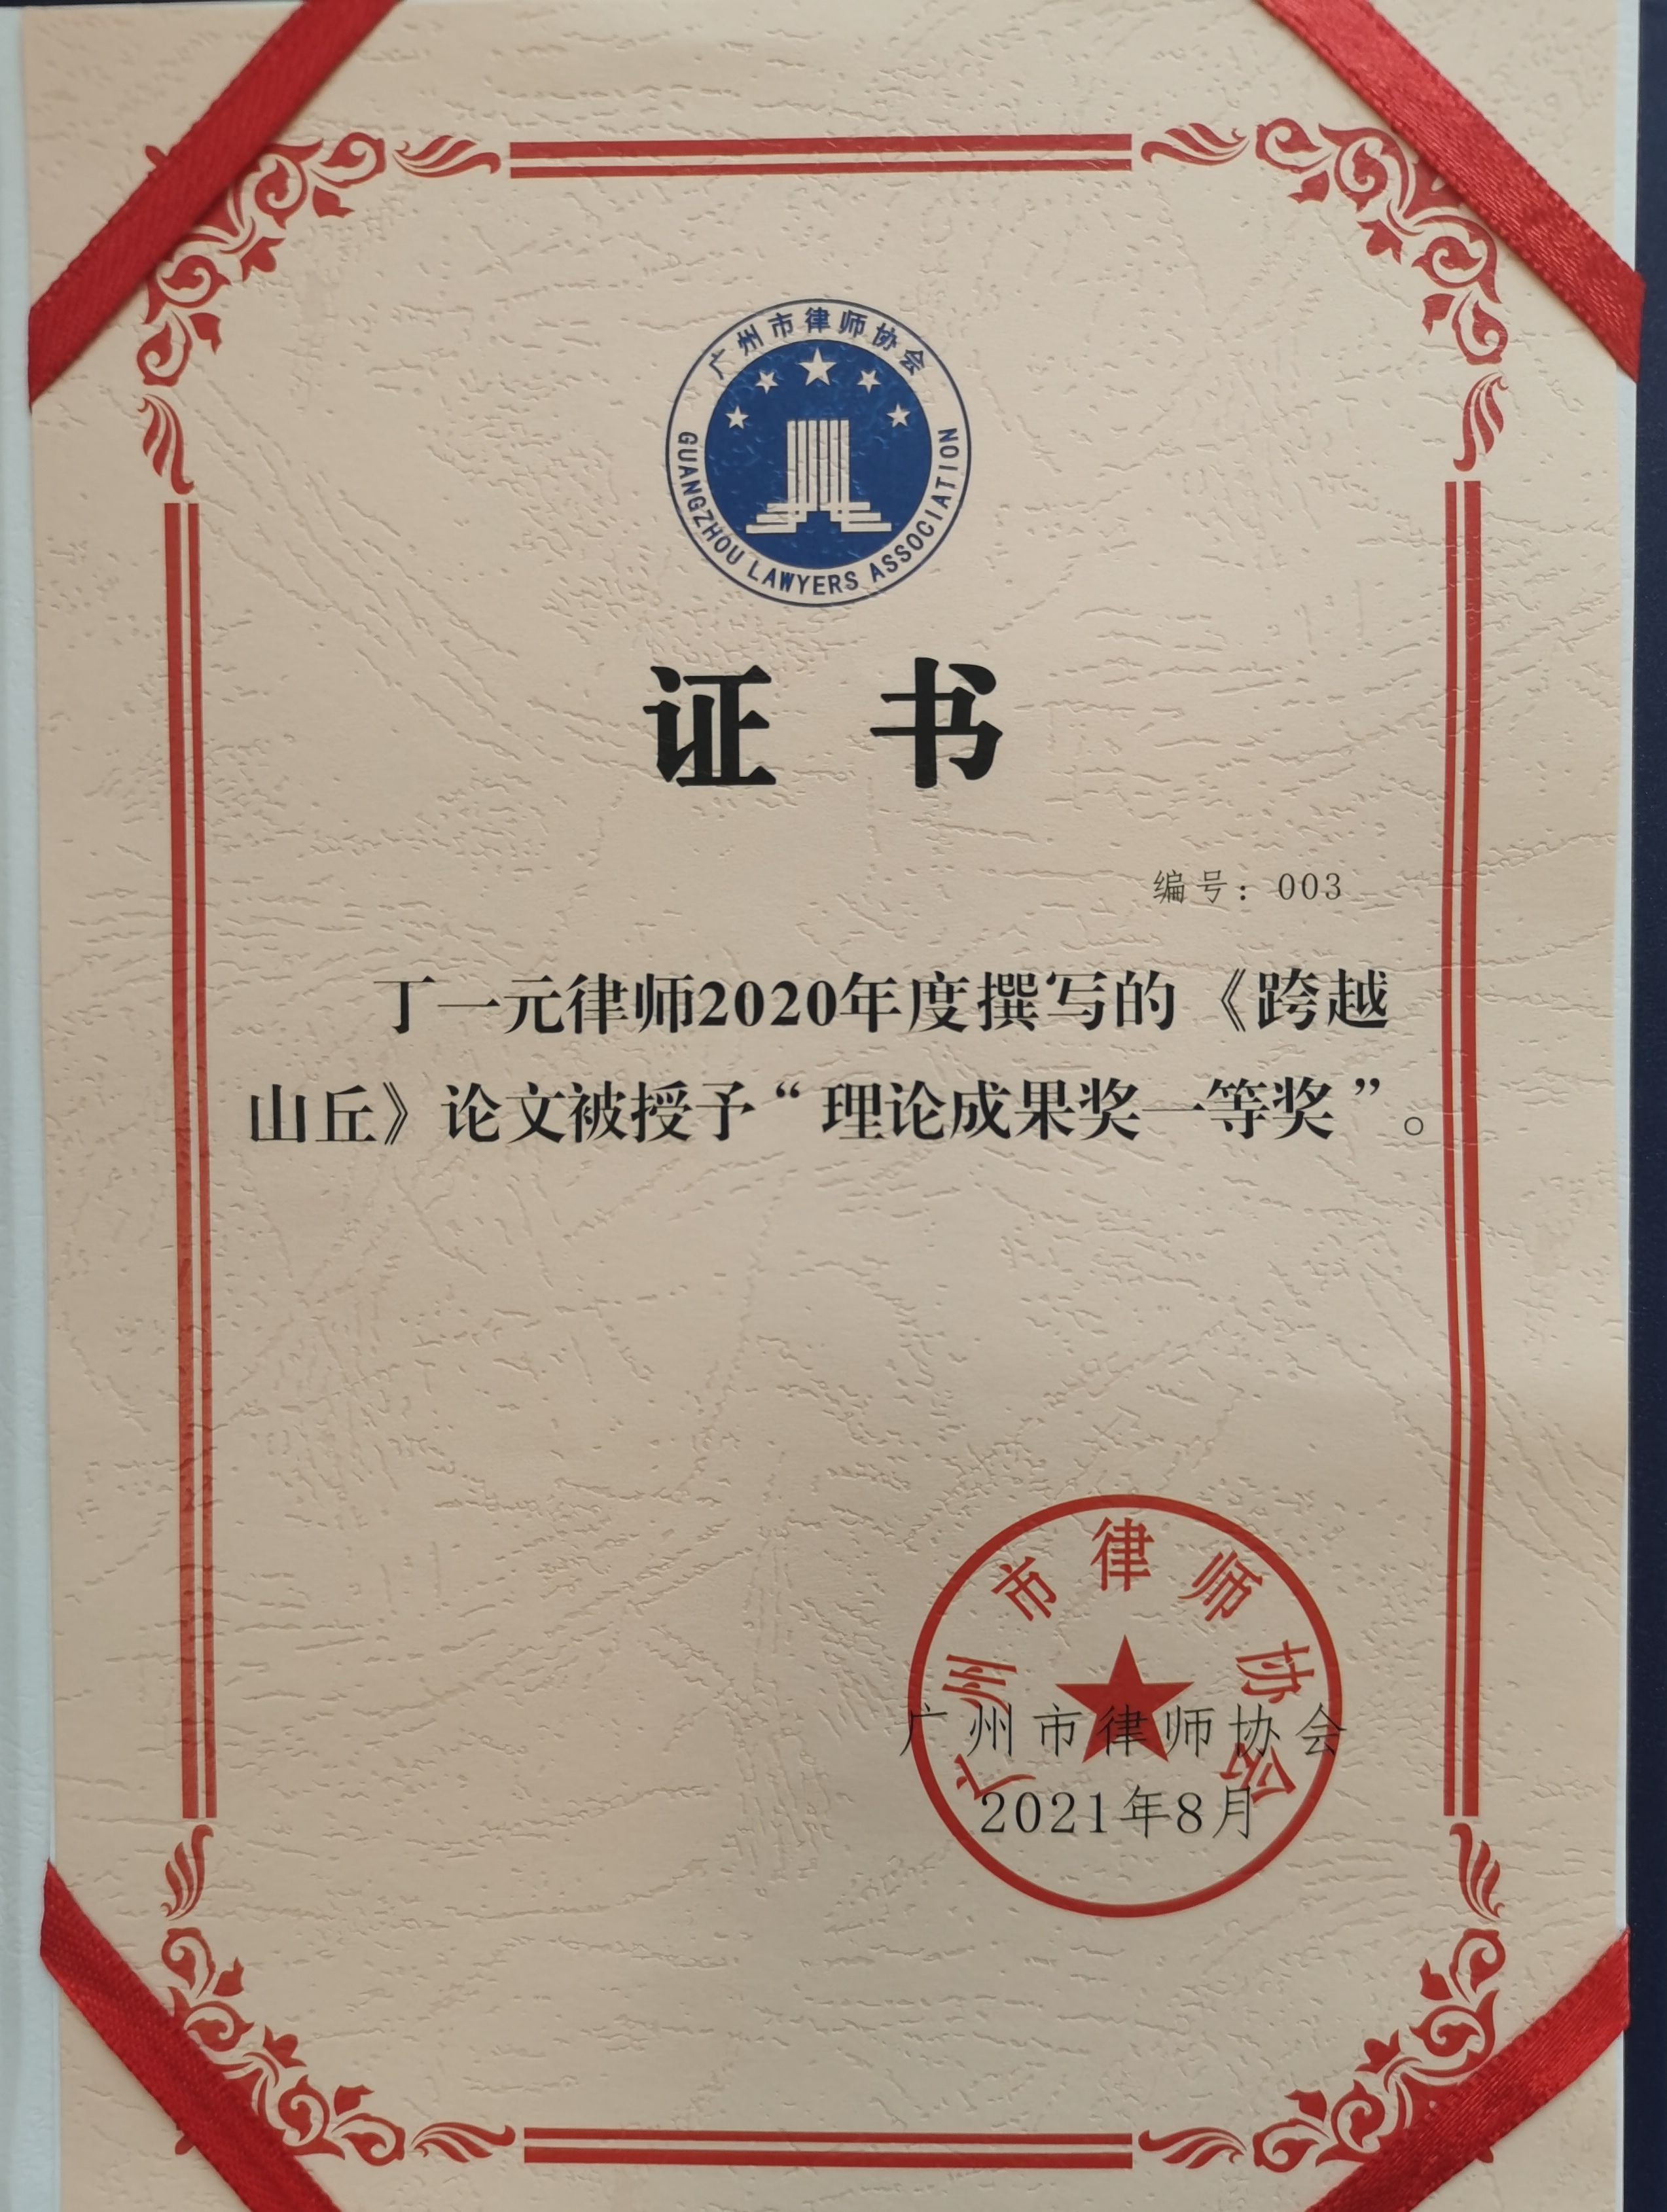 广州市律师协会
GUANGZHOU LAWYERS ASSOCIATION
证书
编号：003
丁一元律师2020年度撰写的《跨越
山丘》论文被授予“理论成果奖一等奖”。
广州市律师协会
广州市律师协会
2021年8月